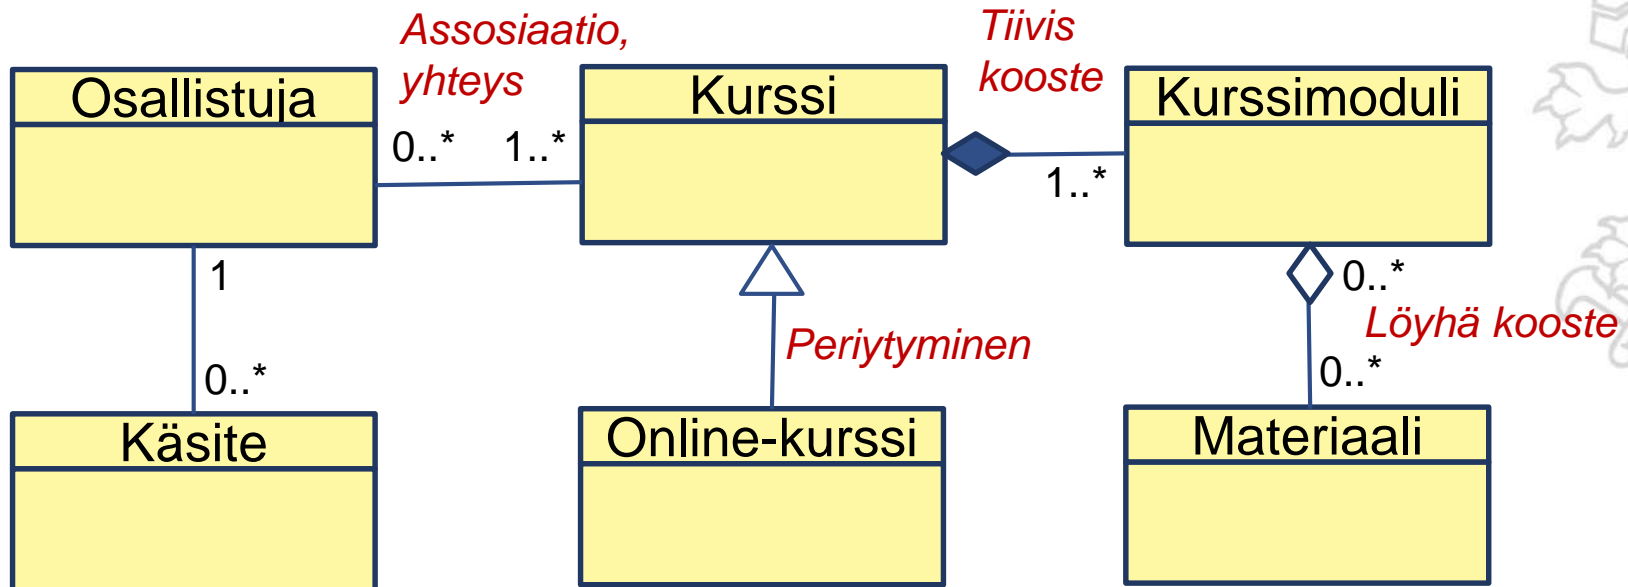 Assosiaatio,
yhteys
Tiivis
kooste
Osallistuja
Kurssi
Kurssimoduli
0..*
1..*
1..*
1
0..*
Löyhä kooste
Periytyminen
0..*
0..*
Käsite
Online-kurssi
Materiaali